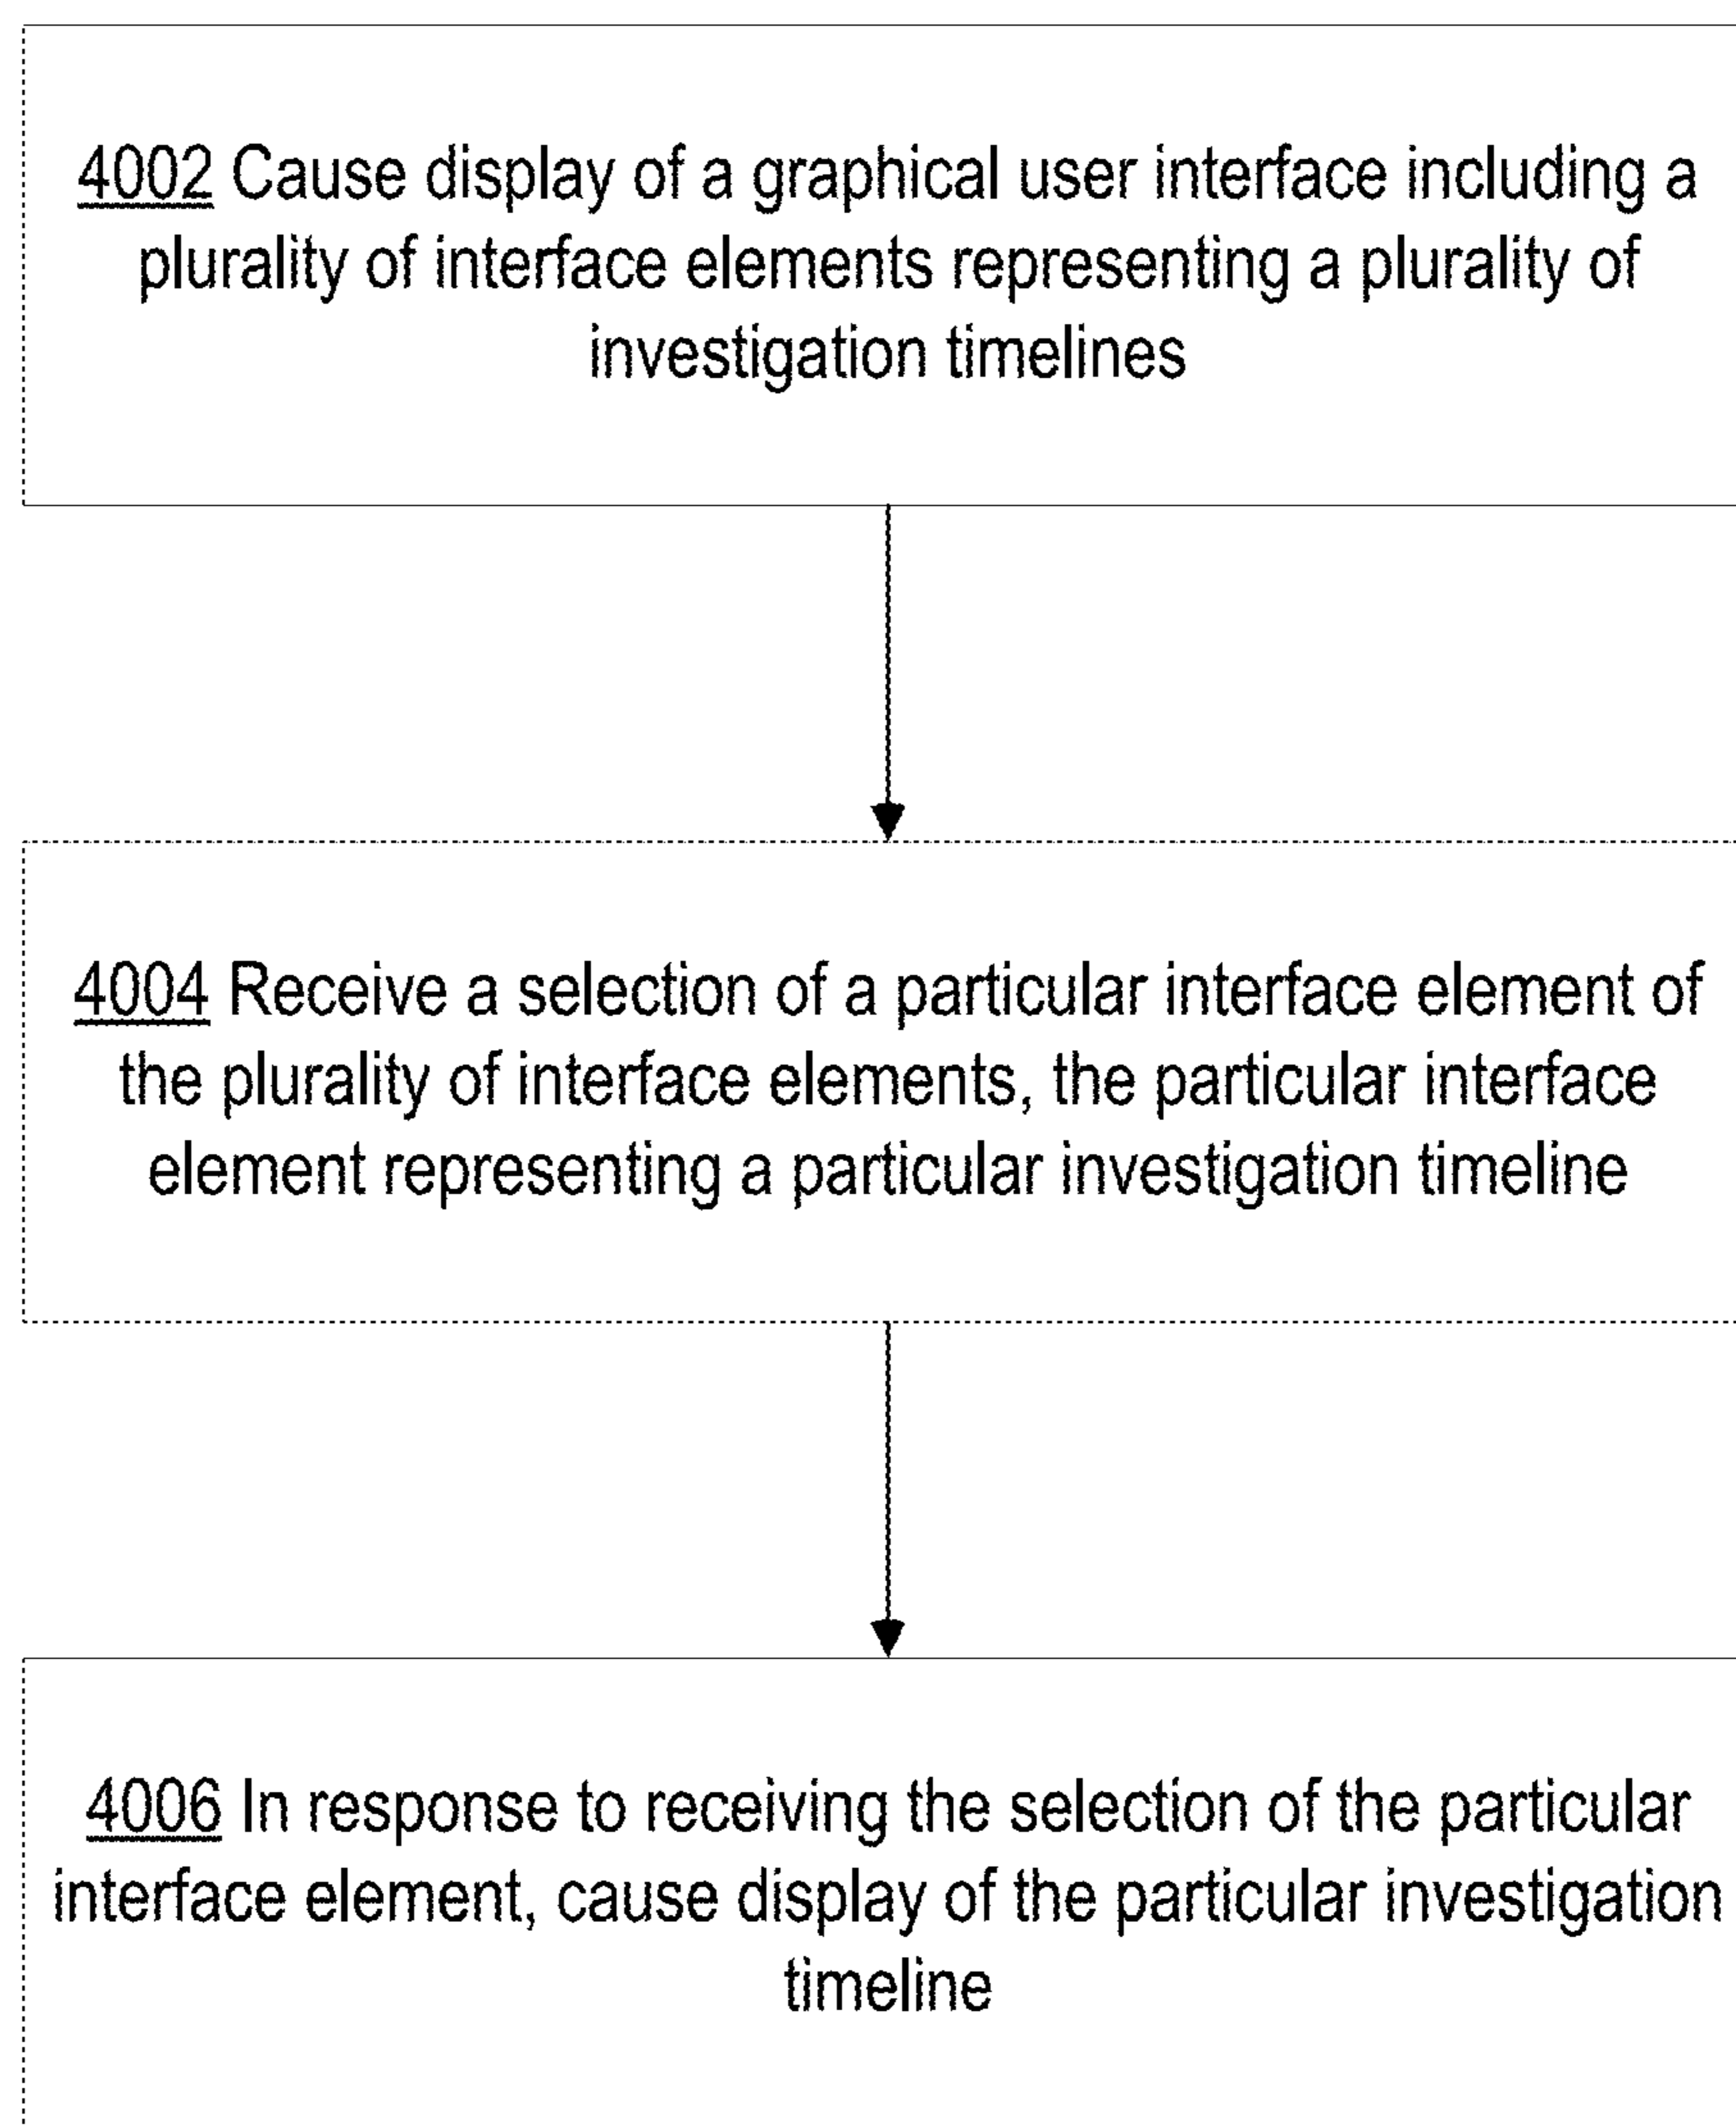 4002 Cause display of a graphical user interface including a
plurality of interface elements representing a plurality of
investigation timelines
4004 Receive a selection of a particular interface element of
the plurality of interface elements, the particular interface
element representing a particular investigation timeline
4006 In response to receiving the selection of the particular
interface element, cause display of the particular investigation
timeline